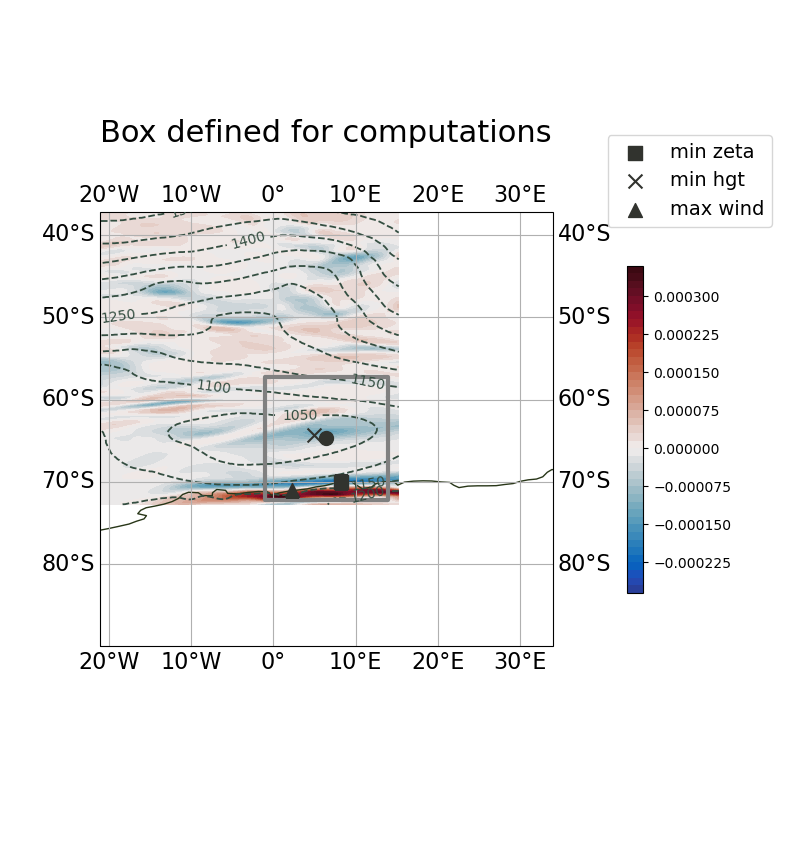 Box defined for computations
min zeta
min hgt
max wind
20°W 10°W 0° 10°E 20°E 30°E
40°S 40°S
1400
50°S 50°S
1250
1150
1100
60°S 60°S
1050
70°S 70°S
80°S 80°S
20°W 10°W 0° 10°E 20°E 30°E
0.000300
0.000225
0.000150
0.000075
0.000000
−0.000075
−0.000150
−0.000225